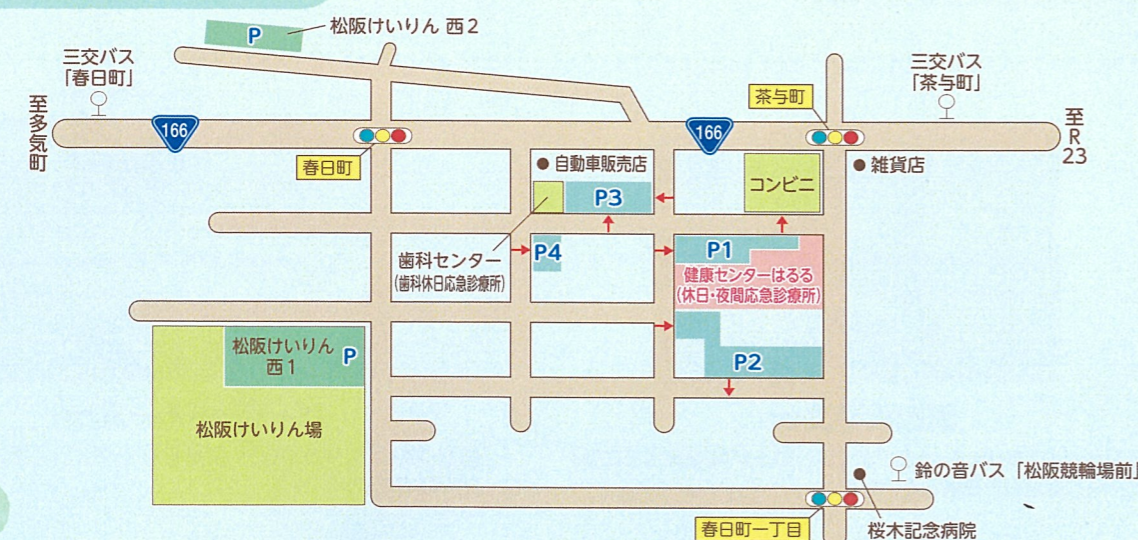 P
松阪けいりん 西2
三交バス
「春日町」
三交バス
「茶与町」
茶与町
至多気町
166
166
至R23
春日町
自動車販売店
雑貨店
コンビニ
P3
歯科センター
(歯科休日応急診療所)
P4
P1
健康センターはるる
(休日・夜間応急診療所)
P2
松阪けいりん
西1
P
松阪けいりん場
鈴の音バス「松阪競輪場前」
春日町一丁目
桜木記念病院